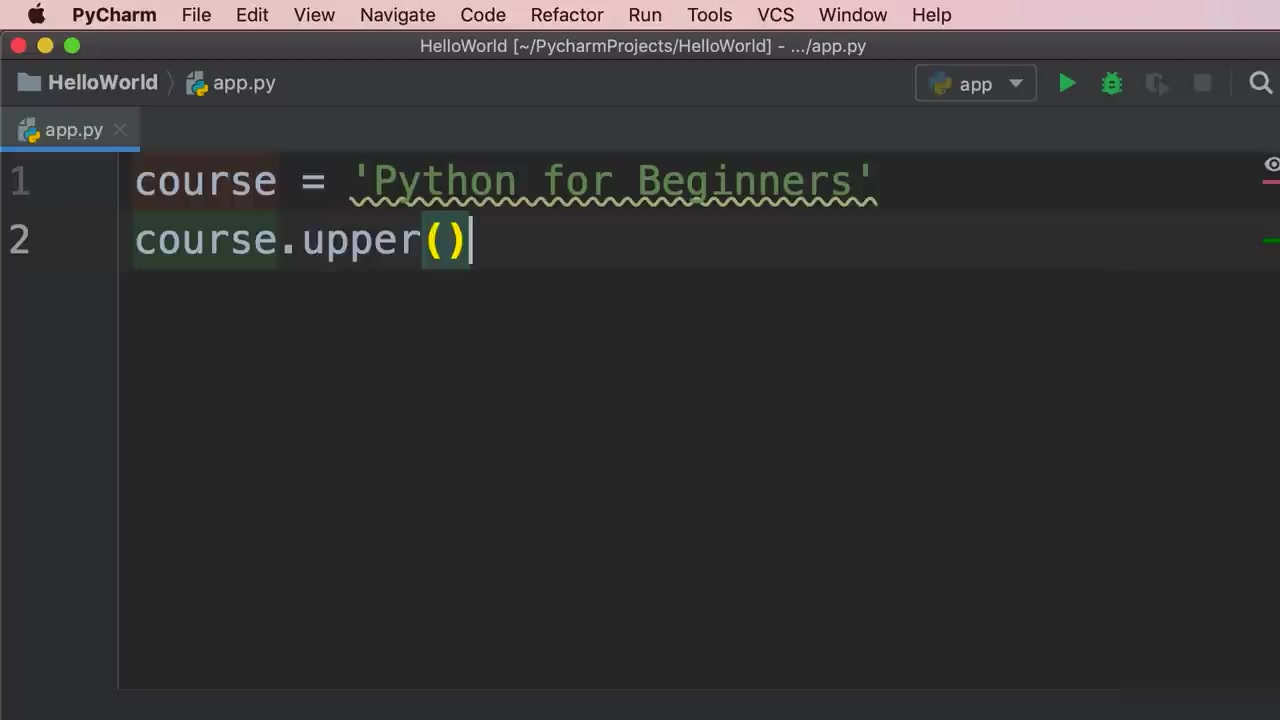 PyCharm File Edit View Navigate Code Refactor Run Tools VCS Window Help
HelloWorld [~/PycharmProjects/HelloWorld] - .../app.py
HelloWorld app.py app
app.py
1 course = 'Python for Beginners'
2 course.upper()